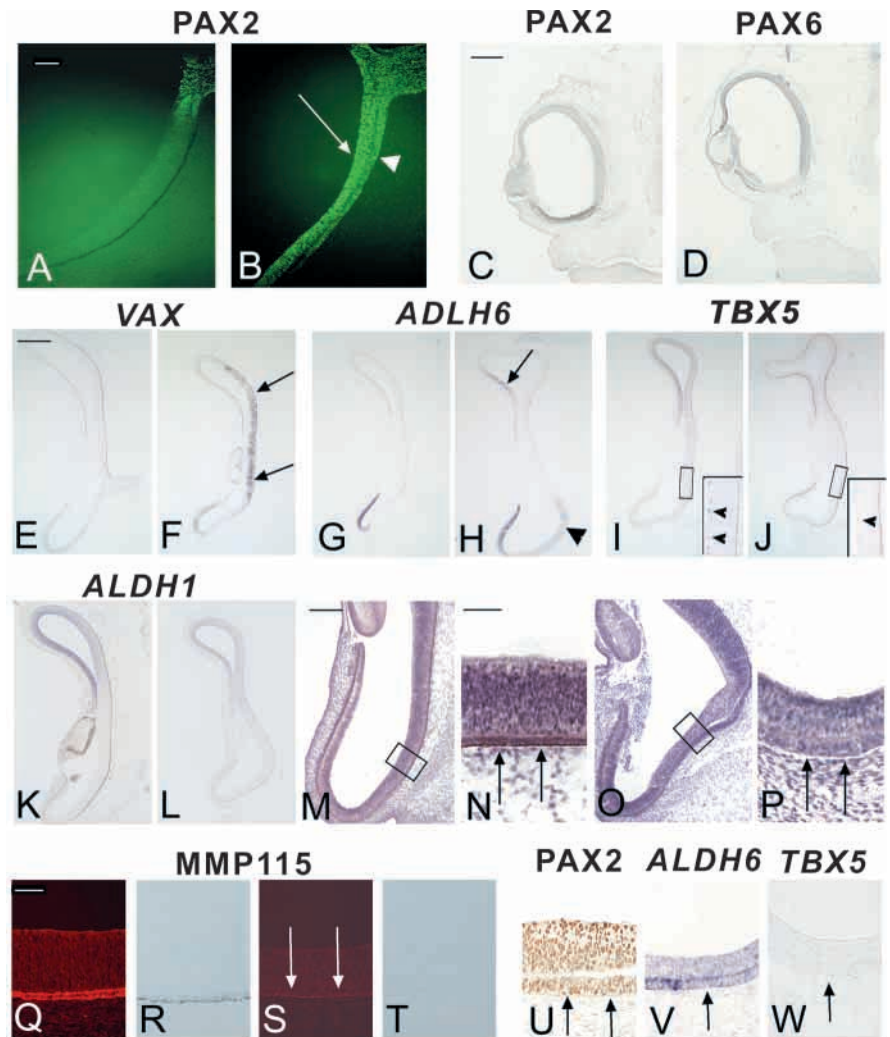 PAX2 PAX2 PAX6
A B C D
VAX ADLH6 TBX5
E F G H I J
ALDH1
K L M N O P
MMP115 PAX2 ALDH6 TBX5
Q R S T U V W